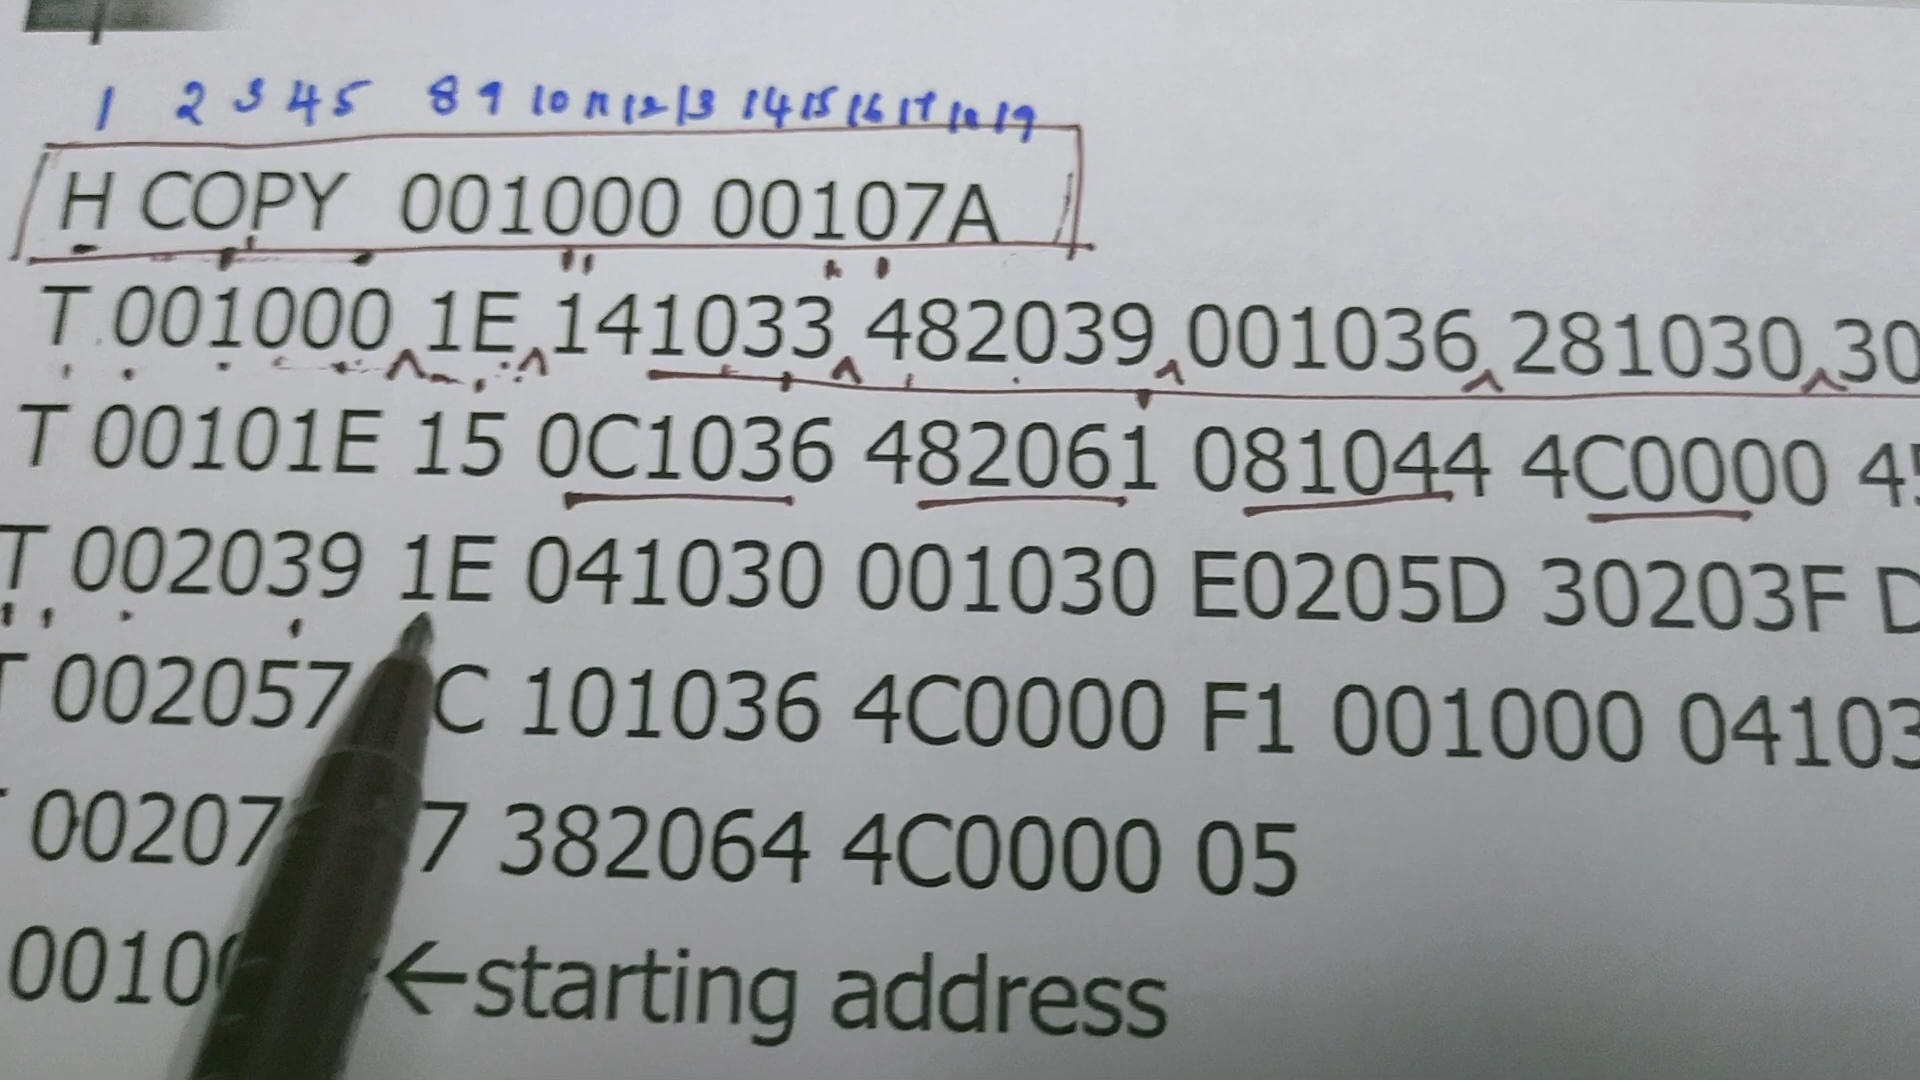 1 2 3 4 5 8 9 10 11 12 13 14 15 16 17 18 19
H COPY 001000 00107A
T 001000 1E 141033 482039 001036 281030 30
T 00101E 15 0C1036 482061 081044 4C0000 4
T 002039 1E 041030 001030 E0205D 30203F D
T 002057 C 101036 4C0000 F1 001000 04103
00207 7 382064 4C0000 05
0010 ←starting address